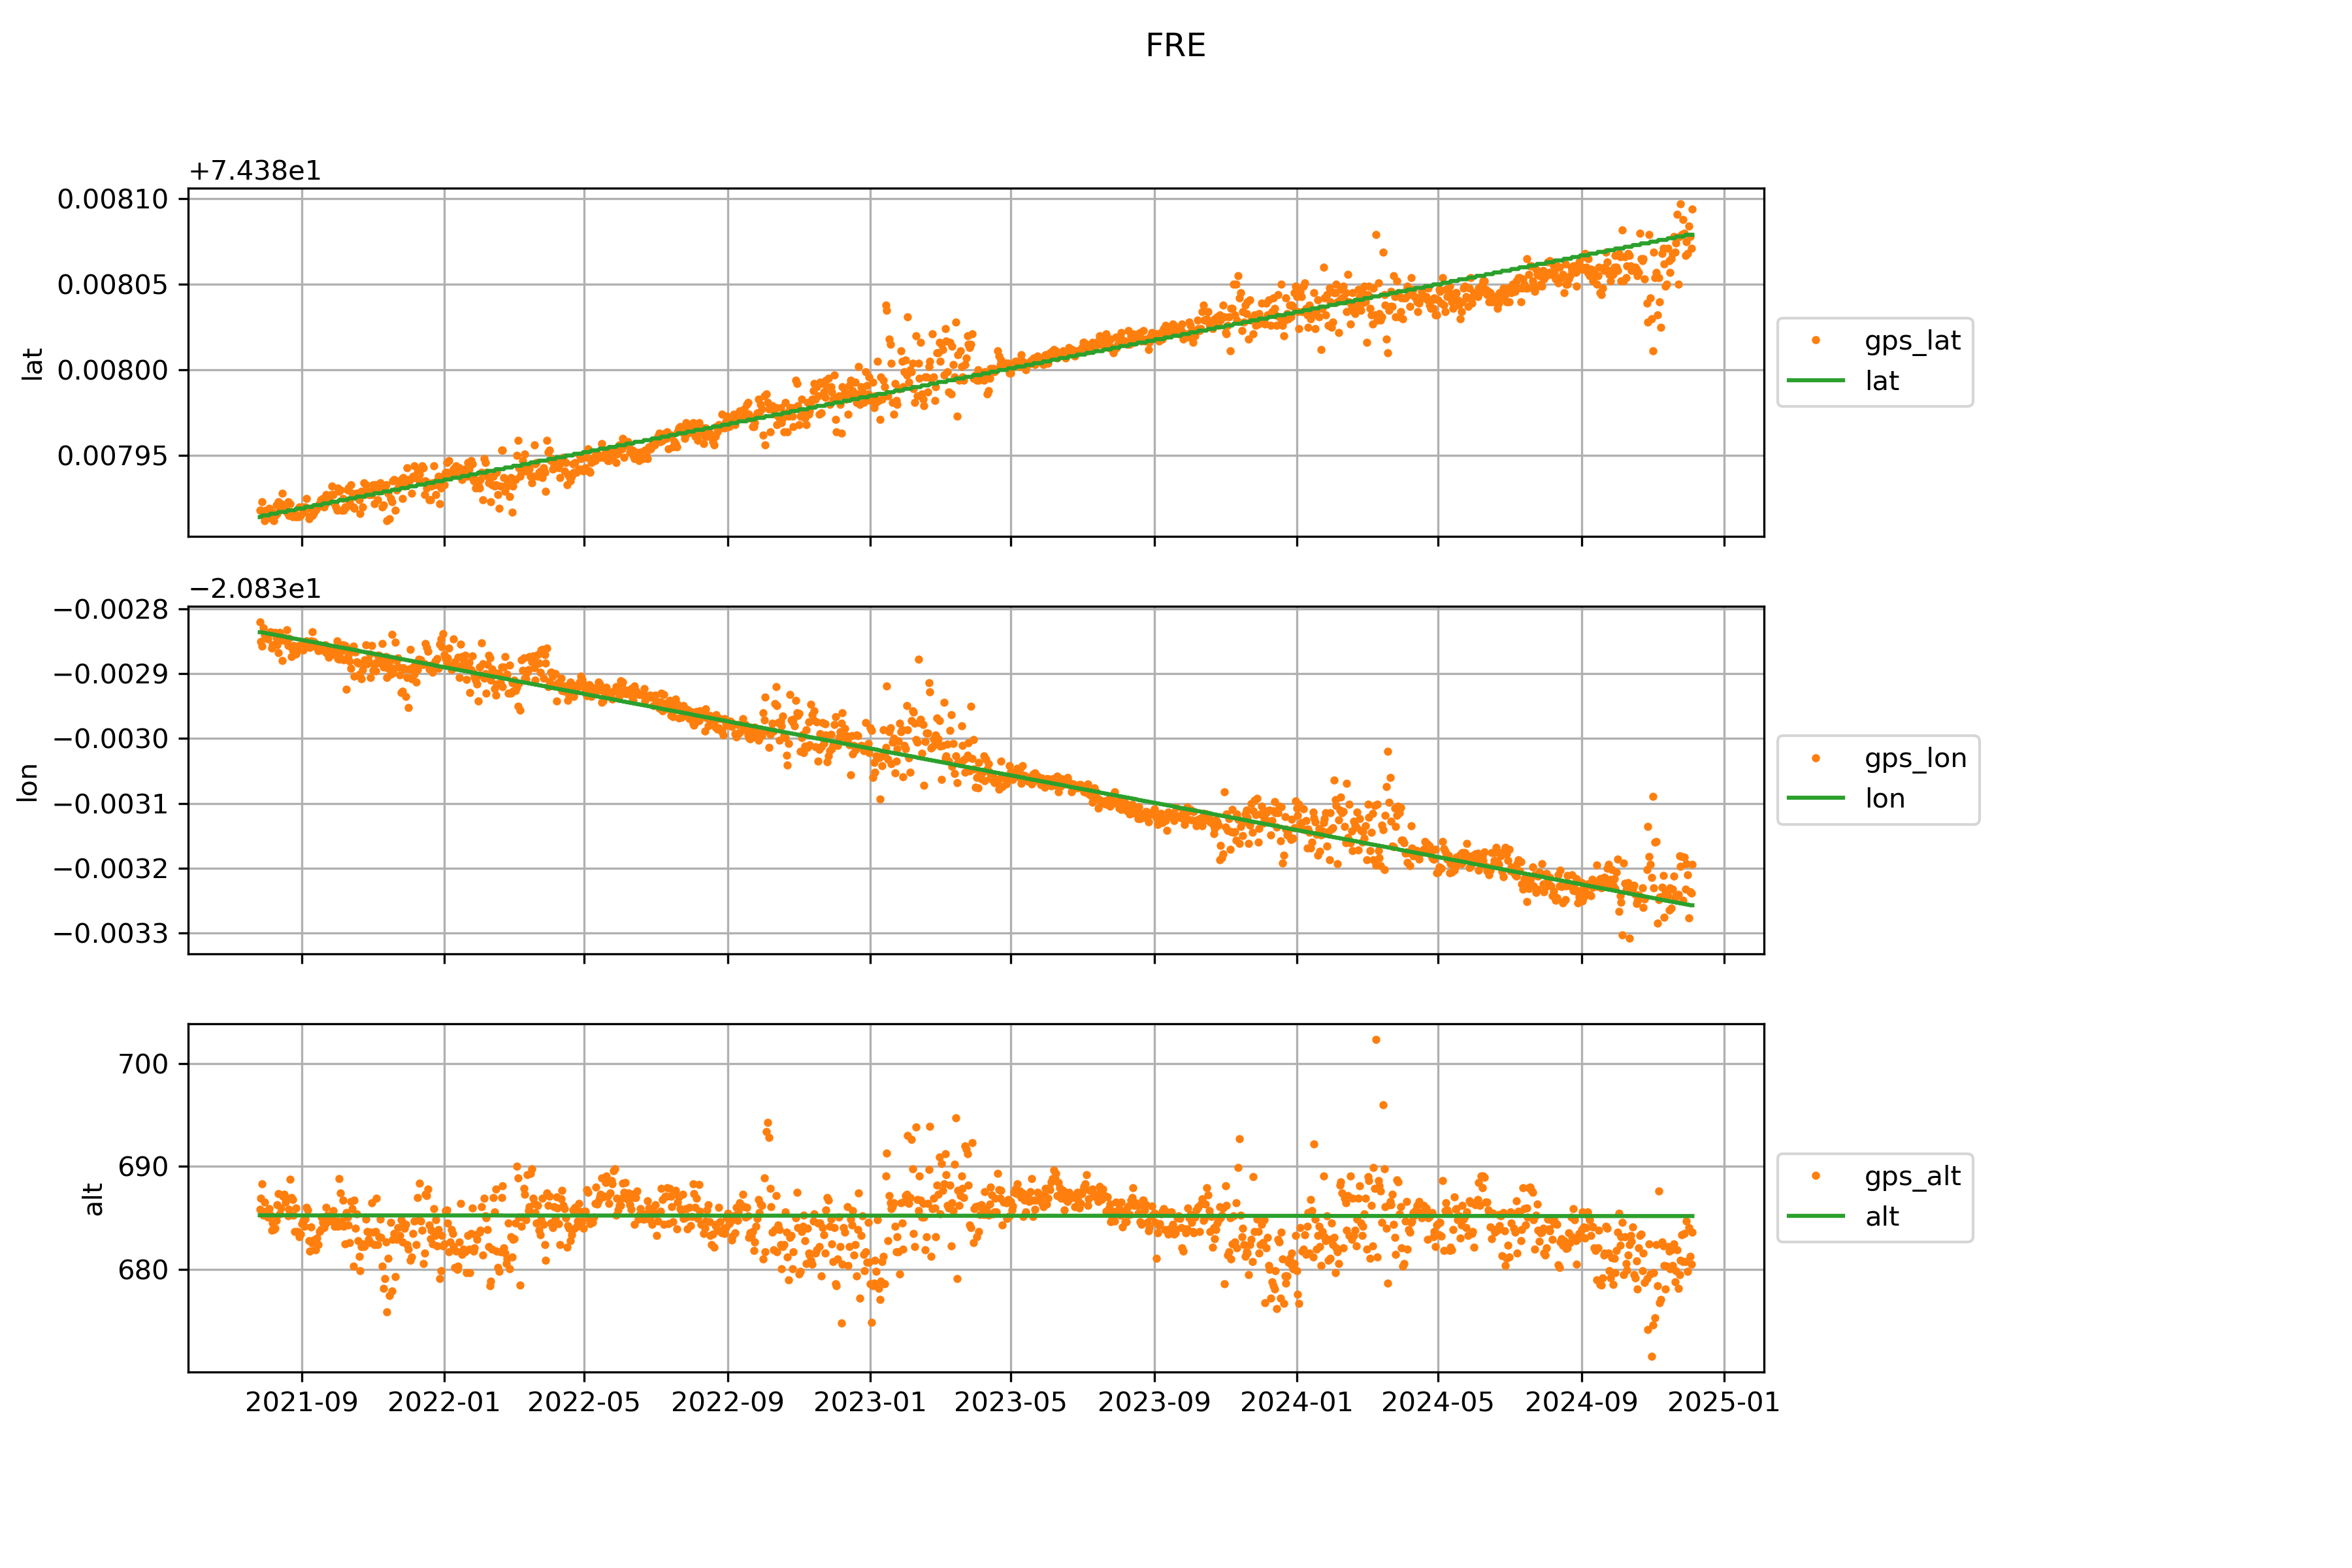 FRE
+7.438e1
0.00810
0.00805
0.00800
0.00795
lat
gps_lat
lat
−2.083e1
−0.0028
−0.0029
−0.0030
−0.0031
−0.0032
−0.0033
lon
gps_lon
lon
700
690
680
alt
gps_alt
alt
2021-09 2022-01 2022-05 2022-09 2023-01 2023-05 2023-09 2024-01 2024-05 2024-09 2025-01